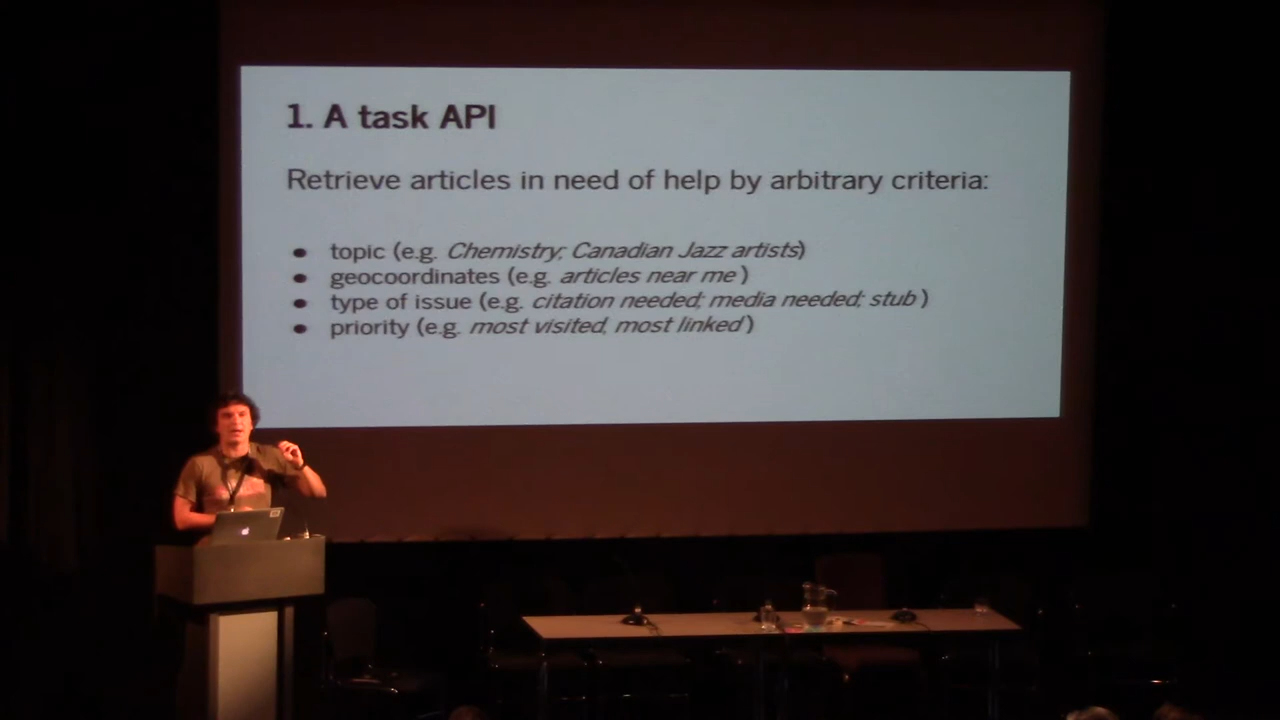 1. A task API
Retrieve articles in need of help by arbitrary criteria:
● topic (e.g. Chemistry; Canadian Jazz artists)
● geocoordinates (e.g. articles near me )
● type of issue (e.g. citation needed; media needed; stub )
● priority (e.g. most visited, most linked )